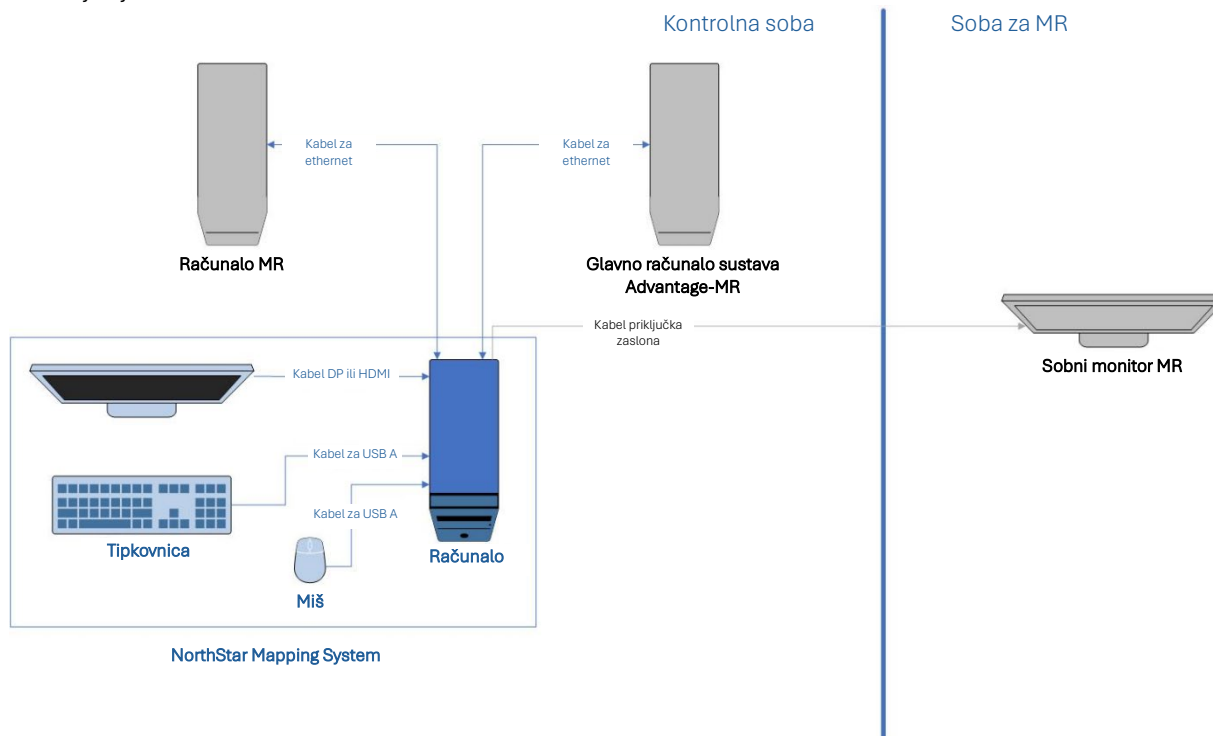 Kontrolna soba
Soba za MR
Kabel za
ethernet
Kabel za
ethernet
Računalo MR
Glavno računalo sustava
Advantage-MR
Kabel priključka
zaslona
Sobni monitor MR
Kabel DP ili HDMI
Kabel za USB A
Kabel za USB A
Tipkovnica
Računalo
Miš
NorthStar Mapping System